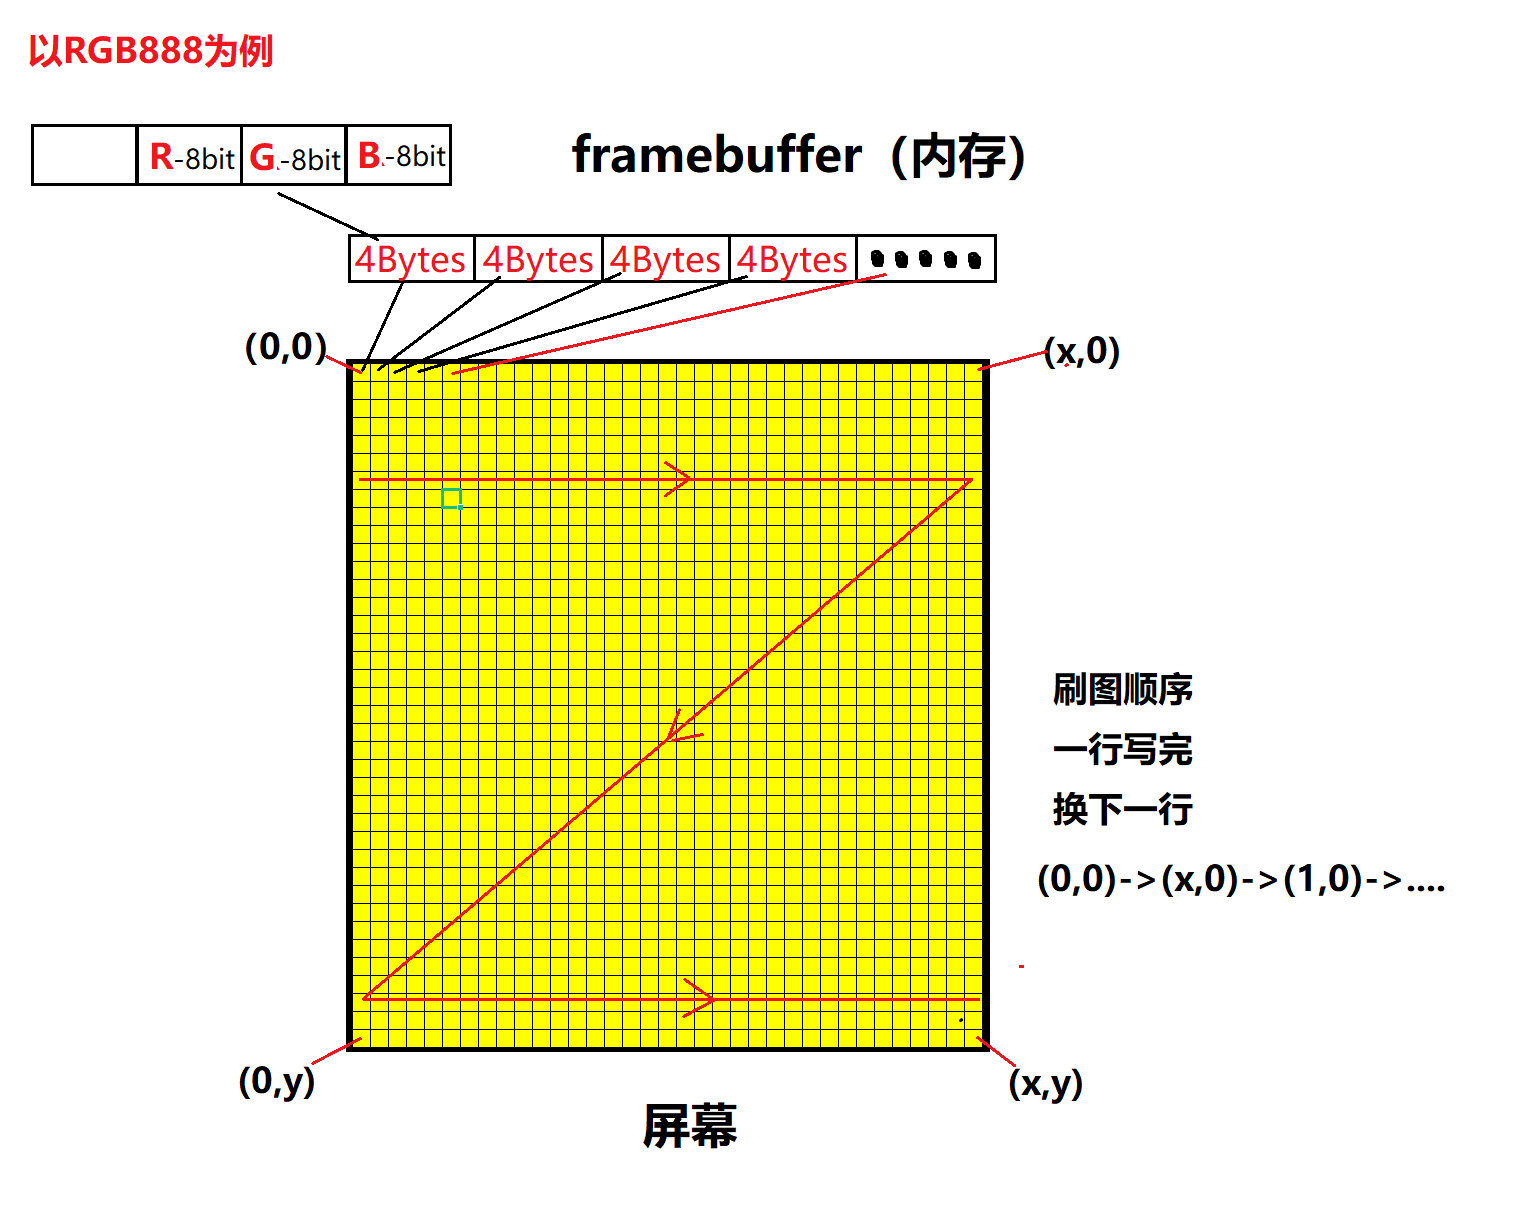 以RGB888为例
R-8bit G-8bit B-8bit
framebuffer（内存）
4Bytes 4Bytes 4Bytes 4Bytes
(0,0)
(x,0)
刷图顺序
一行写完
换下一行
(0,0)->(x,0)->(1,0)->....
(0,y)
(x,y)
屏幕